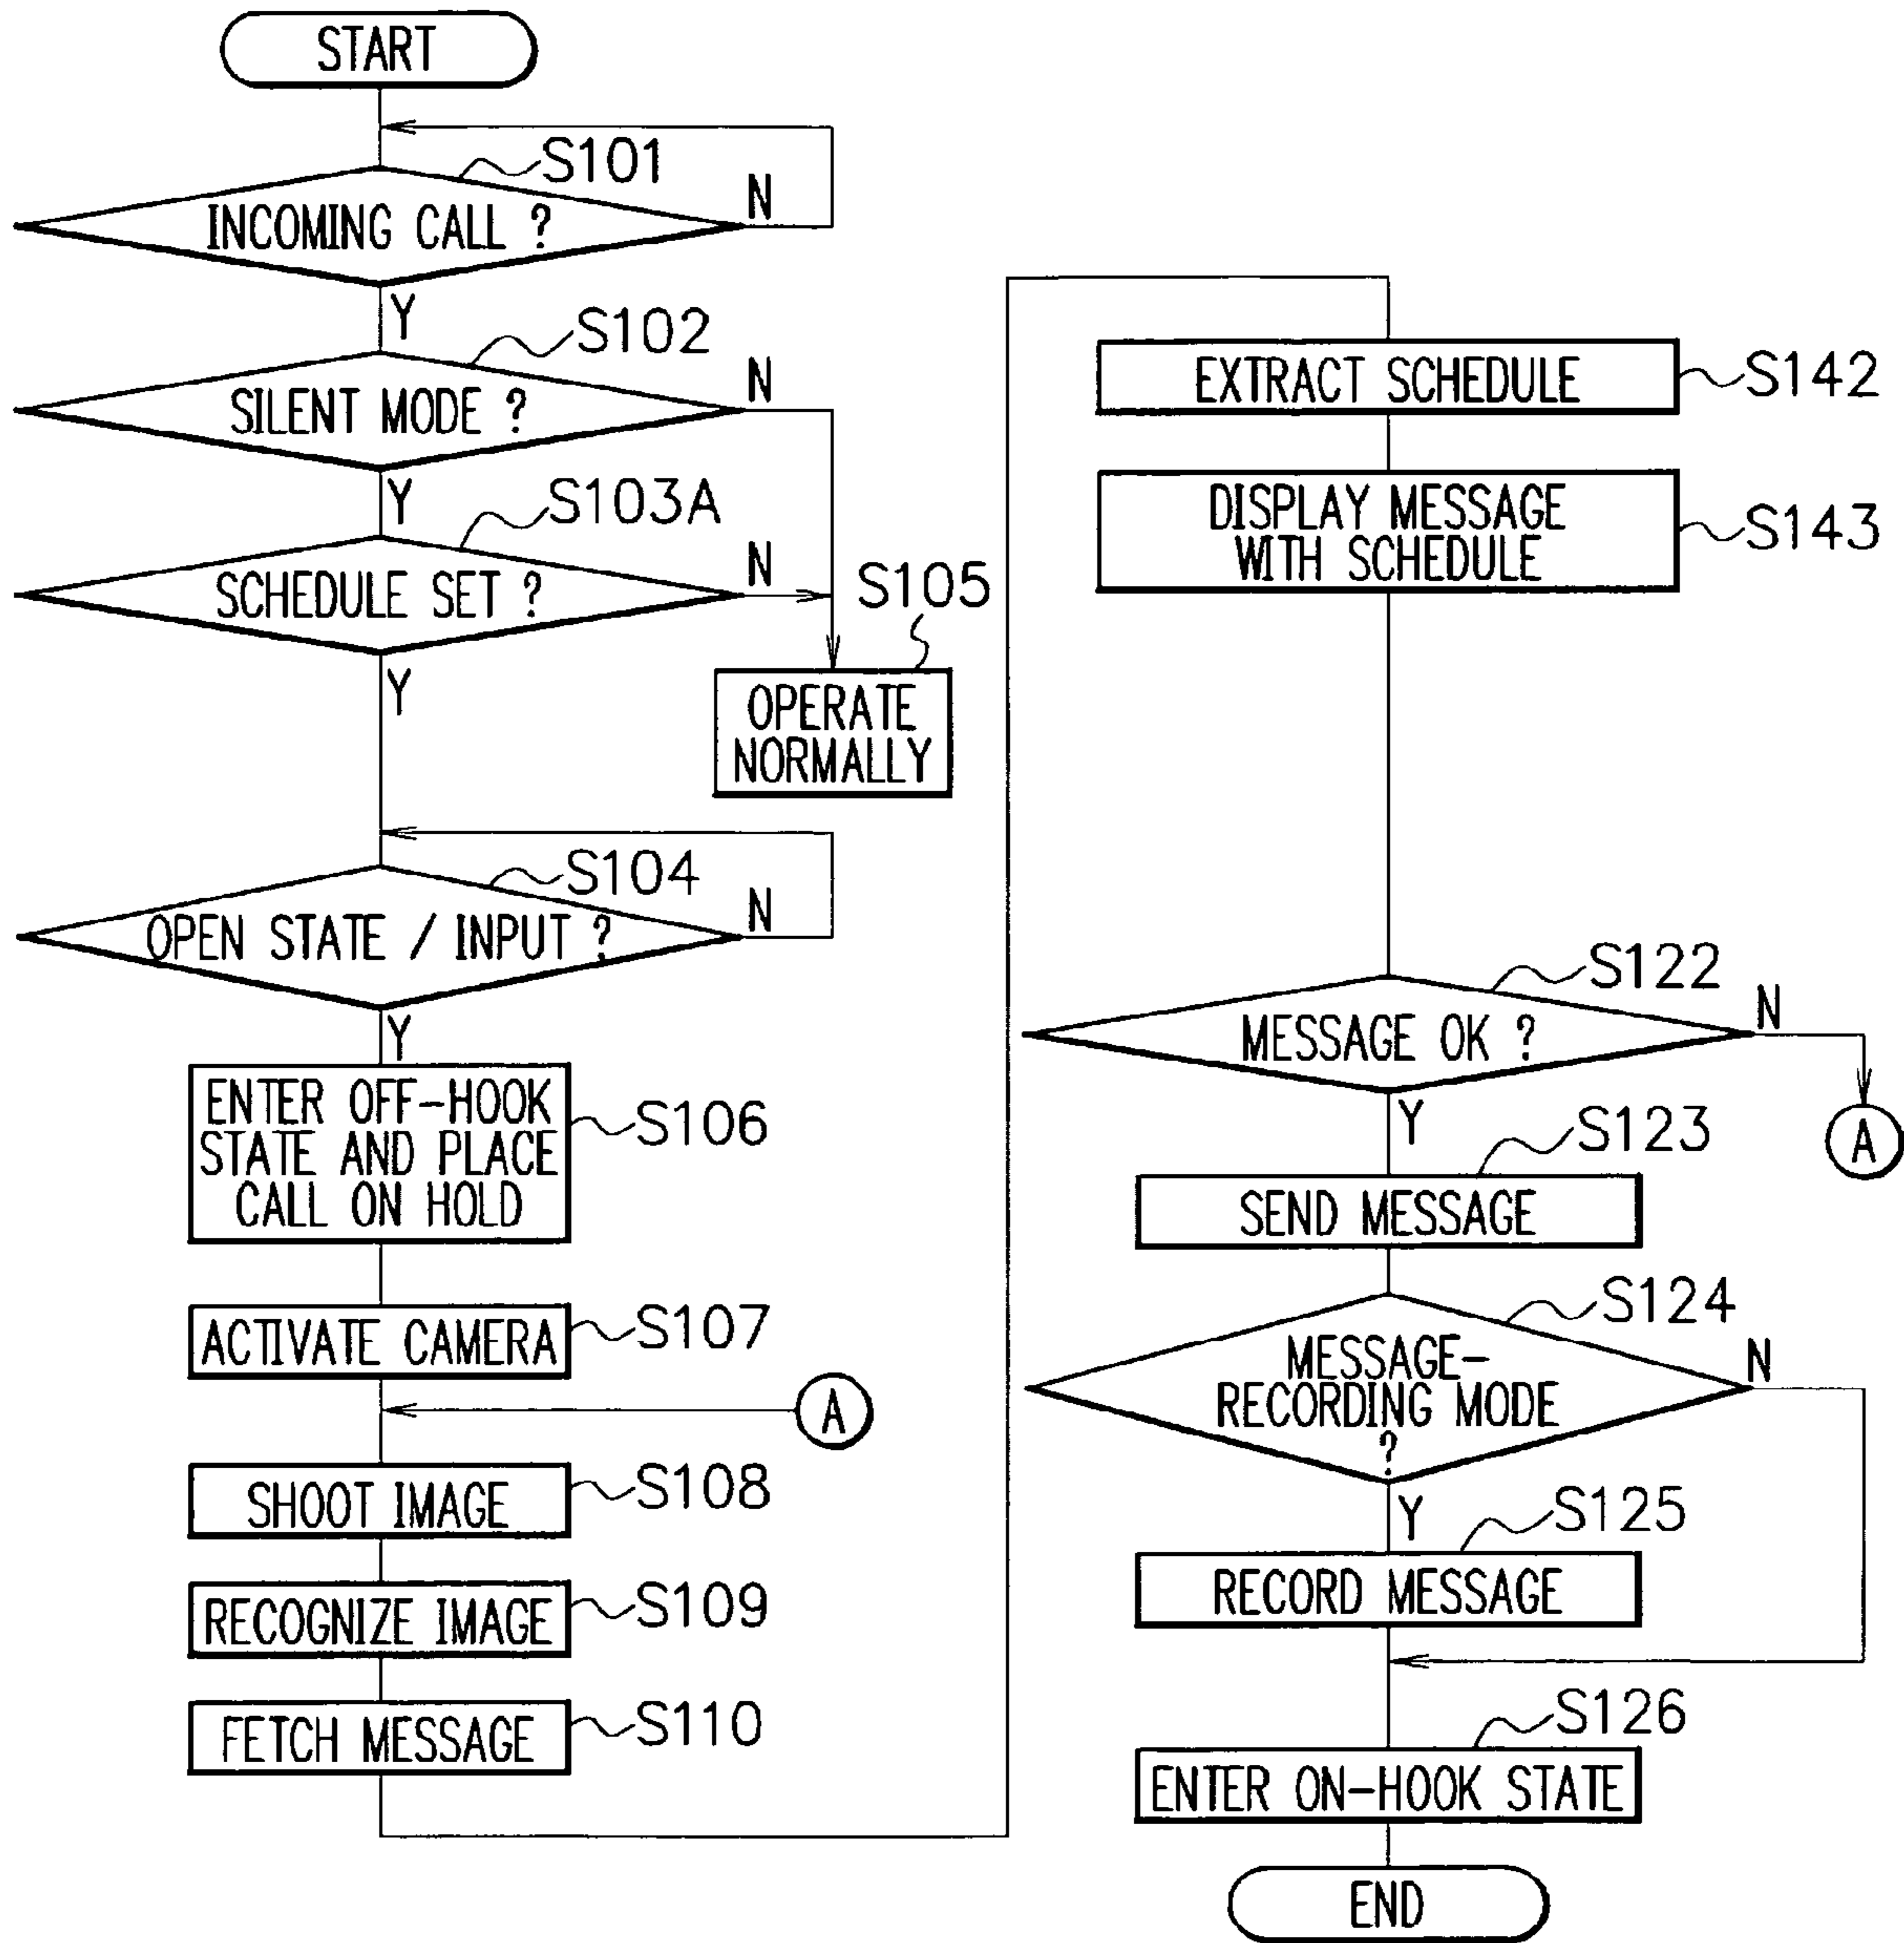 START
S101
INCOMING CALL ?
N
Y
S102
SILENT MODE ?
N
Y
S103A
SCHEDULE SET ?
N
Y
S105
OPERATE
NORMALLY
S104
OPEN STATE / INPUT ?
N
Y
ENTER OFF-HOOK
STATE AND PLACE
CALL ON HOLD
S106
ACTIVATE CAMERA
S107
A
SHOOT IMAGE
S108
RECOGNIZE IMAGE
S109
FETCH MESSAGE
S110
EXTRACT SCHEDULE
S142
DISPLAY MESSAGE
WITH SCHEDULE
S143
S122
MESSAGE OK ?
N
A
Y
S123
SEND MESSAGE
S124
MESSAGE-
RECORDING MODE
?
N
Y
S125
RECORD MESSAGE
S126
ENTER ON-HOOK STATE
END